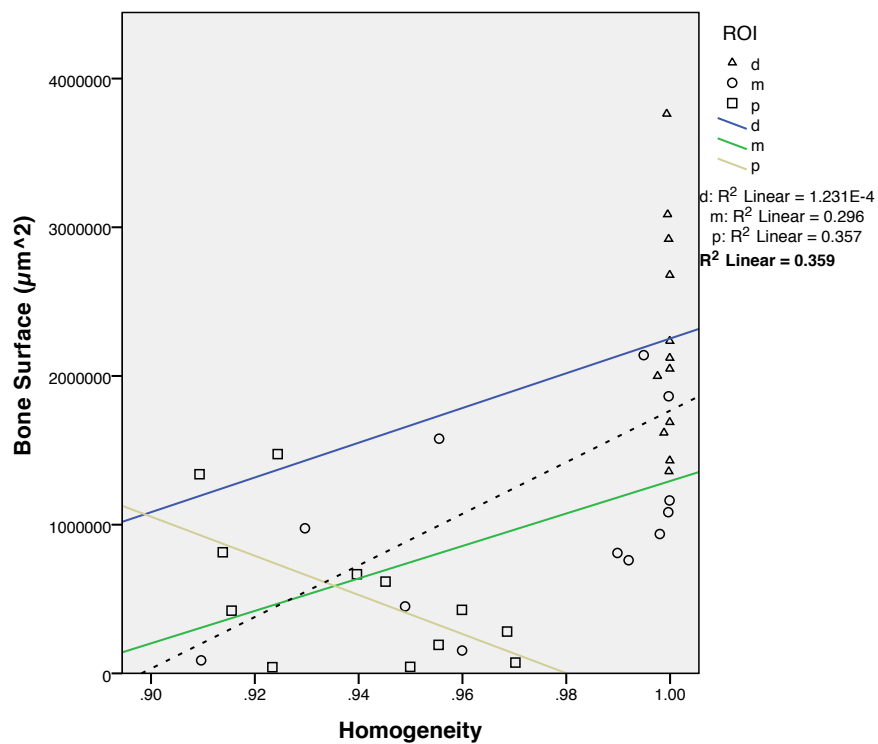 ROI
d
m
p
d
m
p
d: R² Linear = 1.231E-4
m: R² Linear = 0.296
p: R² Linear = 0.357
R² Linear = 0.359
Bone Surface (µm^2)
4000000
3000000
2000000
1000000
0
.90 .92 .94 .96 .98 1.00
Homogeneity